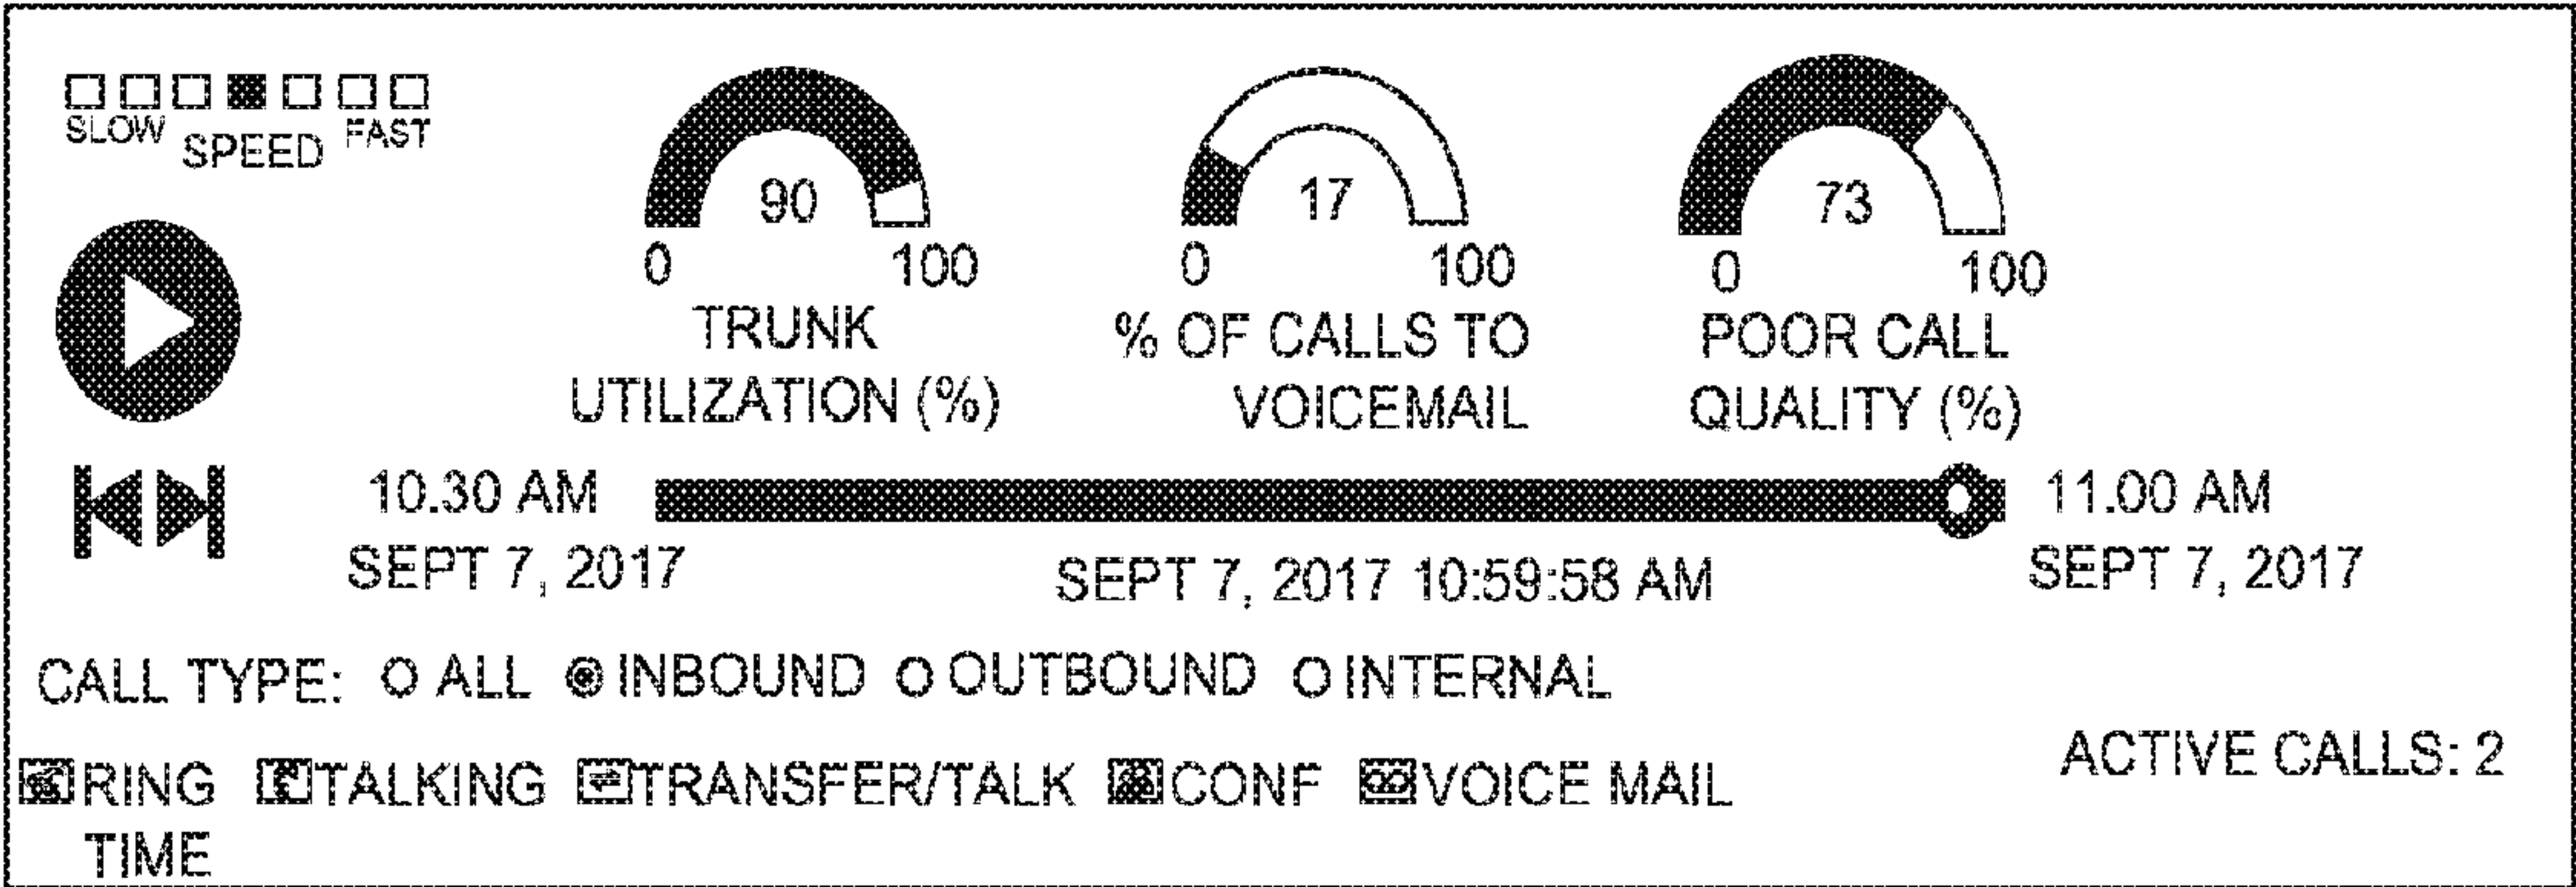 SLOW SPEED FAST
90
0 100
TRUNK
UTILIZATION (%)
17
0 100
% OF CALLS TO
VOICEMAIL
73
0 100
POOR CALL
QUALITY (%)
10.30 AM
SEPT 7, 2017
SEPT 7, 2017 10:59:58 AM
11.00 AM
SEPT 7, 2017
CALL TYPE: ALL INBOUND OUTBOUND INTERNAL
RING
TIME
TALKING
TRANSFER/TALK
CONF
VOICE MAIL
ACTIVE CALLS: 2